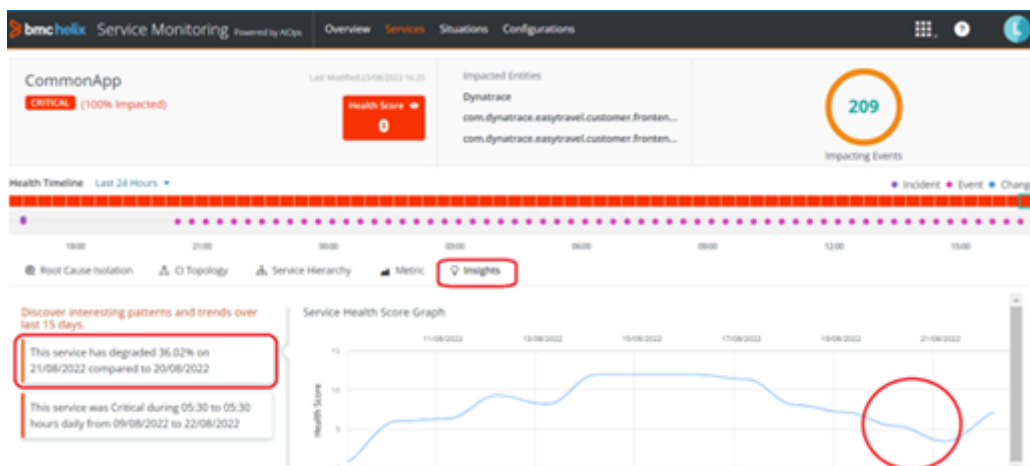 bmchelix Service Monitoring Powered by AIOps Overview Services Situations Configurations
CommonApp
CRITICAL (100% Impacted)
Last Modified 23/08/2022 16:25
Health Score
0
Impacted Entities
Dynatrace
com.dynatrace.easytravel.customer.fronten...
com.dynatrace.easytravel.customer.fronten...
209
Impacting Events
Health Timeline Last 24 Hours
Incident Event Chang
18:00 21:00 00:00 03:00 06:00 09:00 12:00 15:00
Root Cause Isolation CI Topology Service Hierarchy Metric Insights
Discover interesting patterns and trends over
last 15 days.
This service has degraded 36.02% on
21/08/2022 compared to 20/08/2022
This service was Critical during 05:30 to 05:30
hours daily from 09/08/2022 to 22/08/2022
Service Health Score Graph
11/08/2022 13/08/2022 15/08/2022 17/08/2022 19/08/2022 21/08/2022
15
10
5
Health Score